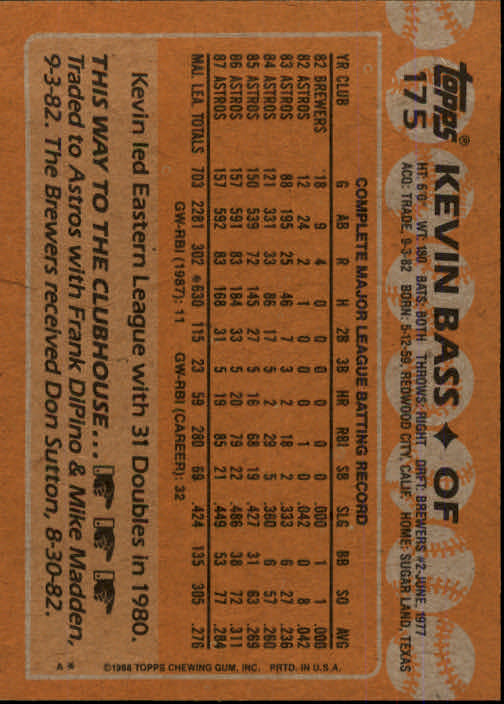 Topps®
175
KEVIN BASS ✦ OF
HT: 6'0" WT: 180 BATS: BOTH THROWS: RIGHT DRFT: BREWERS #2-JUNE, 1977
ACQ: TRADE, 9-3-82 BORN: 5-12-59, REDWOOD CITY, CALIF. HOME: SUGAR LAND, TEXAS
COMPLETE MAJOR LEAGUE BATTING RECORD
YR CLUB G AB R H 2B 3B HR RBI SB SLG BB SO AVG
82 BREWERS 18 9 4 0 0 0 0 0 0 .000 1 1 .000
82 ASTROS 12 24 2 1 0 0 0 1 0 .042 0 8 .042
83 ASTROS 88 195 25 46 7 3 2 18 2 .333 6 27 .236
84 ASTROS 121 331 33 86 17 5 2 29 5 .360 6 57 .260
85 ASTROS 150 539 72 145 27 5 16 68 19 .427 31 63 .269
86 ASTROS 157 591 83 184 33 5 20 79 22 .486 38 72 .311
87 ASTROS 157 592 83 168 31 5 19 85 21 .449 53 77 .284
MAJ. LEA. TOTALS 703 2281 302 *630 115 23 59 280 69 .424 135 305 .276
GW-RBI (1987): 11 GW-RBI (CAREER): 32
Kevin led Eastern League with 31 Doubles in 1980.
THIS WAY TO THE CLUBHOUSE...
Traded to Astros with Frank DiPino & Mike Madden,
9-3-82. The Brewers received Don Sutton, 8-30-82.
A* ©1988 TOPPS CHEWING GUM, INC. PRTD. IN U.S.A.